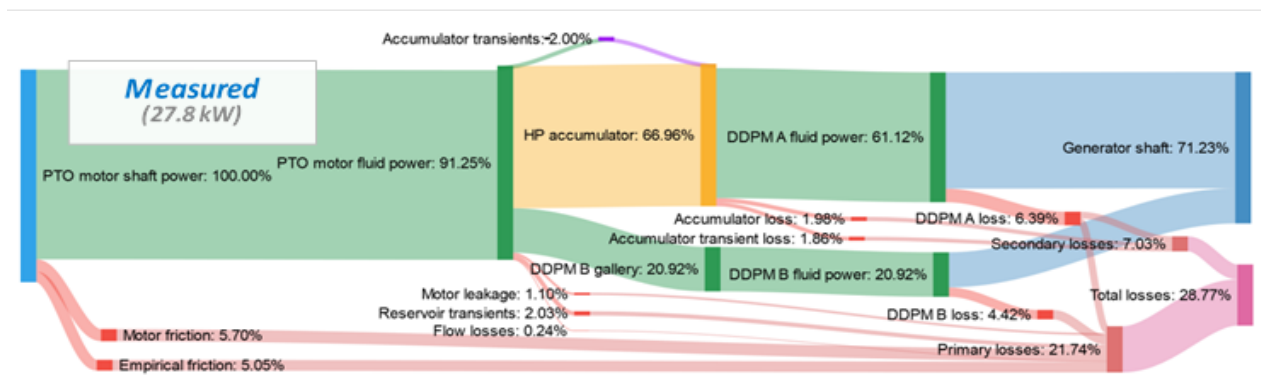 Accumulator transients:-2.00%
Measured
(27.8 kW)
HP accumulator: 66.96%
DDPM A fluid power: 61.12%
Generator shaft: 71.23%
PTO motor fluid power: 91.25%
PTO motor shaft power: 100.00%
Accumulator loss: 1.98%
DDPM A loss: 6.39%
Accumulator transient loss: 1.86%
Secondary losses: 7.03%
DDPM B gallery: 20.92%
DDPM B fluid power: 20.92%
Motor leakage: 1.10%
Total losses: 28.77%
Reservoir transients: 2.03%
DDPM B loss: 4.42%
Flow losses: 0.24%
Motor friction: 5.70%
Primary losses: 21.74%
Empirical friction: 5.05%